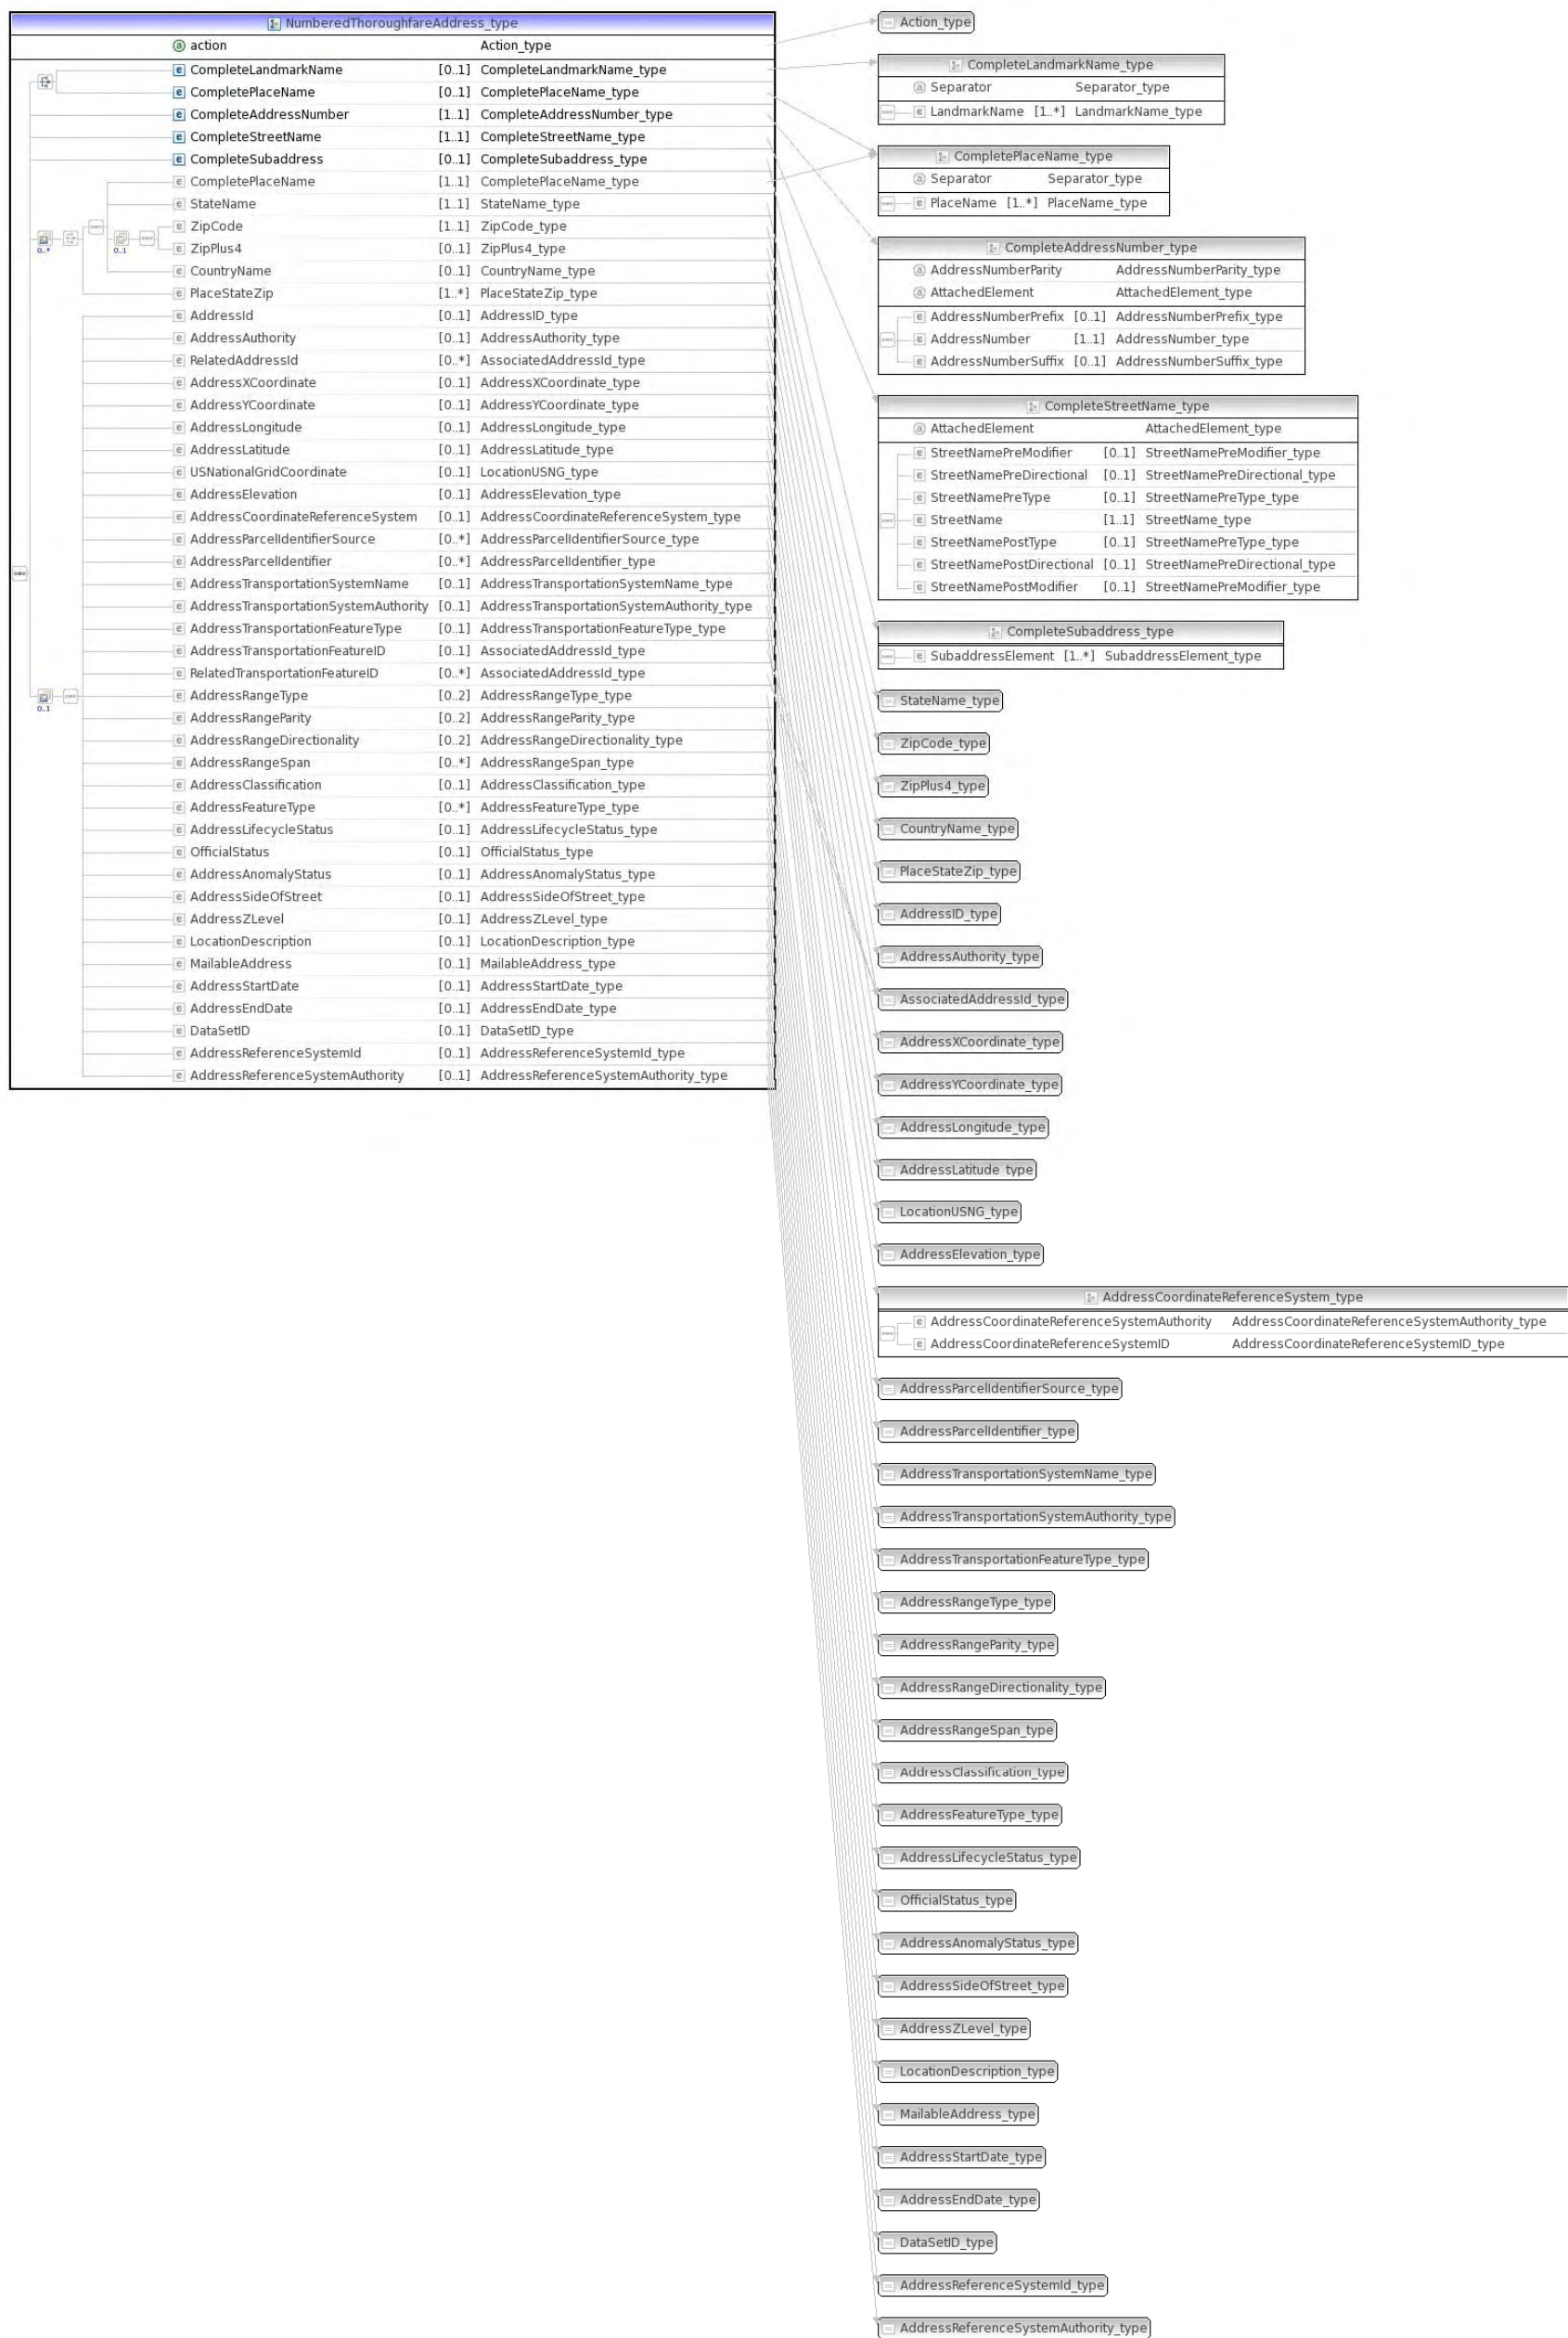 NumberedThoroughfareAddress_type
a action Action_type
e CompleteLandmarkName [0..1] CompleteLandmarkName_type
e CompletePlaceName [0..1] CompletePlaceName_type
e CompleteAddressNumber [1..1] CompleteAddressNumber_type
e CompleteStreetName [1..1] CompleteStreetName_type
e CompleteSubaddress [0..1] CompleteSubaddress_type
e CompletePlaceName [1..1] CompletePlaceName_type
e StateName [1..1] StateName_type
e ZipCode [1..1] ZipCode_type
0..* 0..1 e ZipPlus4 [0..1] ZipPlus4_type
e CountryName [0..1] CountryName_type
e PlaceStateZip [1..*] PlaceStateZip_type
e AddressId [0..1] AddressID_type
e AddressAuthority [0..1] AddressAuthority_type
e RelatedAddressId [0..*] AssociatedAddressId_type
e AddressXCoordinate [0..1] AddressXCoordinate_type
e AddressYCoordinate [0..1] AddressYCoordinate_type
e AddressLongitude [0..1] AddressLongitude_type
e AddressLatitude [0..1] AddressLatitude_type
e USNationalGridCoordinate [0..1] LocationUSNG_type
e AddressElevation [0..1] AddressElevation_type
e AddressCoordinateReferenceSystem [0..1] AddressCoordinateReferenceSystem_type
e AddressParcelIdentifierSource [0..*] AddressParcelIdentifierSource_type
e AddressParcelIdentifier [0..*] AddressParcelIdentifier_type
e AddressTransportationSystemName [0..1] AddressTransportationSystemName_type
e AddressTransportationSystemAuthority [0..1] AddressTransportationSystemAuthority_type
e AddressTransportationFeatureType [0..1] AddressTransportationFeatureType_type
e AddressTransportationFeatureID [0..1] AssociatedAddressId_type
e RelatedTransportationFeatureID [0..*] AssociatedAddressId_type
0..1 e AddressRangeType [0..2] AddressRangeType_type
e AddressRangeParity [0..2] AddressRangeParity_type
e AddressRangeDirectionality [0..2] AddressRangeDirectionality_type
e AddressRangeSpan [0..*] AddressRangeSpan_type
e AddressClassification [0..1] AddressClassification_type
e AddressFeatureType [0..*] AddressFeatureType_type
e AddressLifecycleStatus [0..1] AddressLifecycleStatus_type
e OfficialStatus [0..1] OfficialStatus_type
e AddressAnomalyStatus [0..1] AddressAnomalyStatus_type
e AddressSideOfStreet [0..1] AddressSideOfStreet_type
e AddressZLevel [0..1] AddressZLevel_type
e LocationDescription [0..1] LocationDescription_type
e MailableAddress [0..1] MailableAddress_type
e AddressStartDate [0..1] AddressStartDate_type
e AddressEndDate [0..1] AddressEndDate_type
e DataSetID [0..1] DataSetID_type
e AddressReferenceSystemId [0..1] AddressReferenceSystemId_type
e AddressReferenceSystemAuthority [0..1] AddressReferenceSystemAuthority_type
Action_type
CompleteLandmarkName_type
a Separator Separator_type
e LandmarkName [1..*] LandmarkName_type
CompletePlaceName_type
a Separator Separator_type
e PlaceName [1..*] PlaceName_type
CompleteAddressNumber_type
a AddressNumberParity AddressNumberParity_type
a AttachedElement AttachedElement_type
e AddressNumberPrefix [0..1] AddressNumberPrefix_type
e AddressNumber [1..1] AddressNumber_type
e AddressNumberSuffix [0..1] AddressNumberSuffix_type
CompleteStreetName_type
a AttachedElement AttachedElement_type
e StreetNamePreModifier [0..1] StreetNamePreModifier_type
e StreetNamePreDirectional [0..1] StreetNamePreDirectional_type
e StreetNamePreType [0..1] StreetNamePreType_type
e StreetName [1..1] StreetName_type
e StreetNamePostType [0..1] StreetNamePreType_type
e StreetNamePostDirectional [0..1] StreetNamePreDirectional_type
e StreetNamePostModifier [0..1] StreetNamePreModifier_type
CompleteSubaddress_type
e SubaddressElement [1..*] SubaddressElement_type
StateName_type
ZipCode_type
ZipPlus4_type
CountryName_type
PlaceStateZip_type
AddressID_type
AddressAuthority_type
AssociatedAddressId_type
AddressXCoordinate_type
AddressYCoordinate_type
AddressLongitude_type
AddressLatitude_type
LocationUSNG_type
AddressElevation_type
AddressCoordinateReferenceSystem_type
e AddressCoordinateReferenceSystemAuthority AddressCoordinateReferenceSystemAuthority_type
e AddressCoordinateReferenceSystemID AddressCoordinateReferenceSystemID_type
AddressParcelIdentifierSource_type
AddressParcelIdentifier_type
AddressTransportationSystemName_type
AddressTransportationSystemAuthority_type
AddressTransportationFeatureType_type
AddressRangeType_type
AddressRangeParity_type
AddressRangeDirectionality_type
AddressRangeSpan_type
AddressClassification_type
AddressFeatureType_type
AddressLifecycleStatus_type
OfficialStatus_type
AddressAnomalyStatus_type
AddressSideOfStreet_type
AddressZLevel_type
LocationDescription_type
MailableAddress_type
AddressStartDate_type
AddressEndDate_type
DataSetID_type
AddressReferenceSystemId_type
AddressReferenceSystemAuthority_type